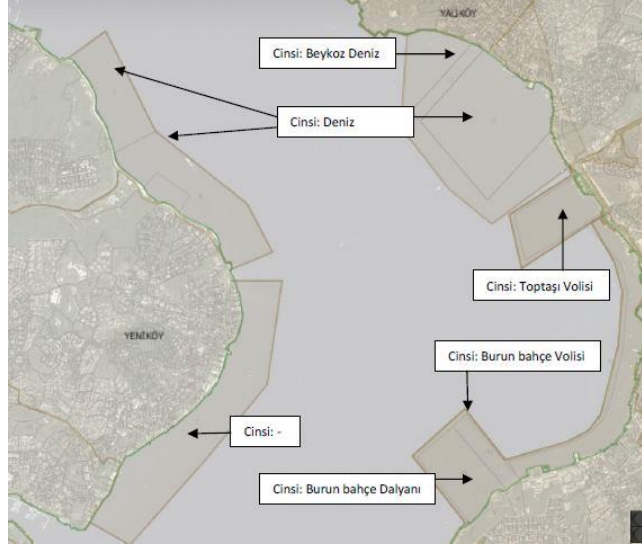 YALIKÖY
Cinsi: Beykoz Deniz
Cinsi: Deniz
Cinsi: Toptaşı Volisi
YENİKÖY
Cinsi: Burun bahçe Volisi
Cinsi: -
Cinsi: Burun bahçe Dalyanı